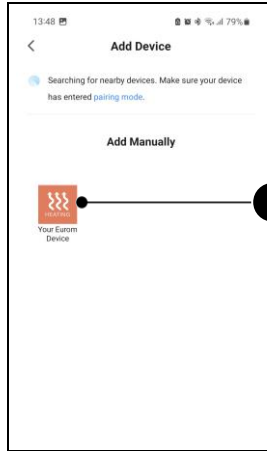 13:48 79%
Add Device
Searching for nearby devices. Make sure your device
has entered pairing mode.
Add Manually
HEATING
Your Eurom
Device